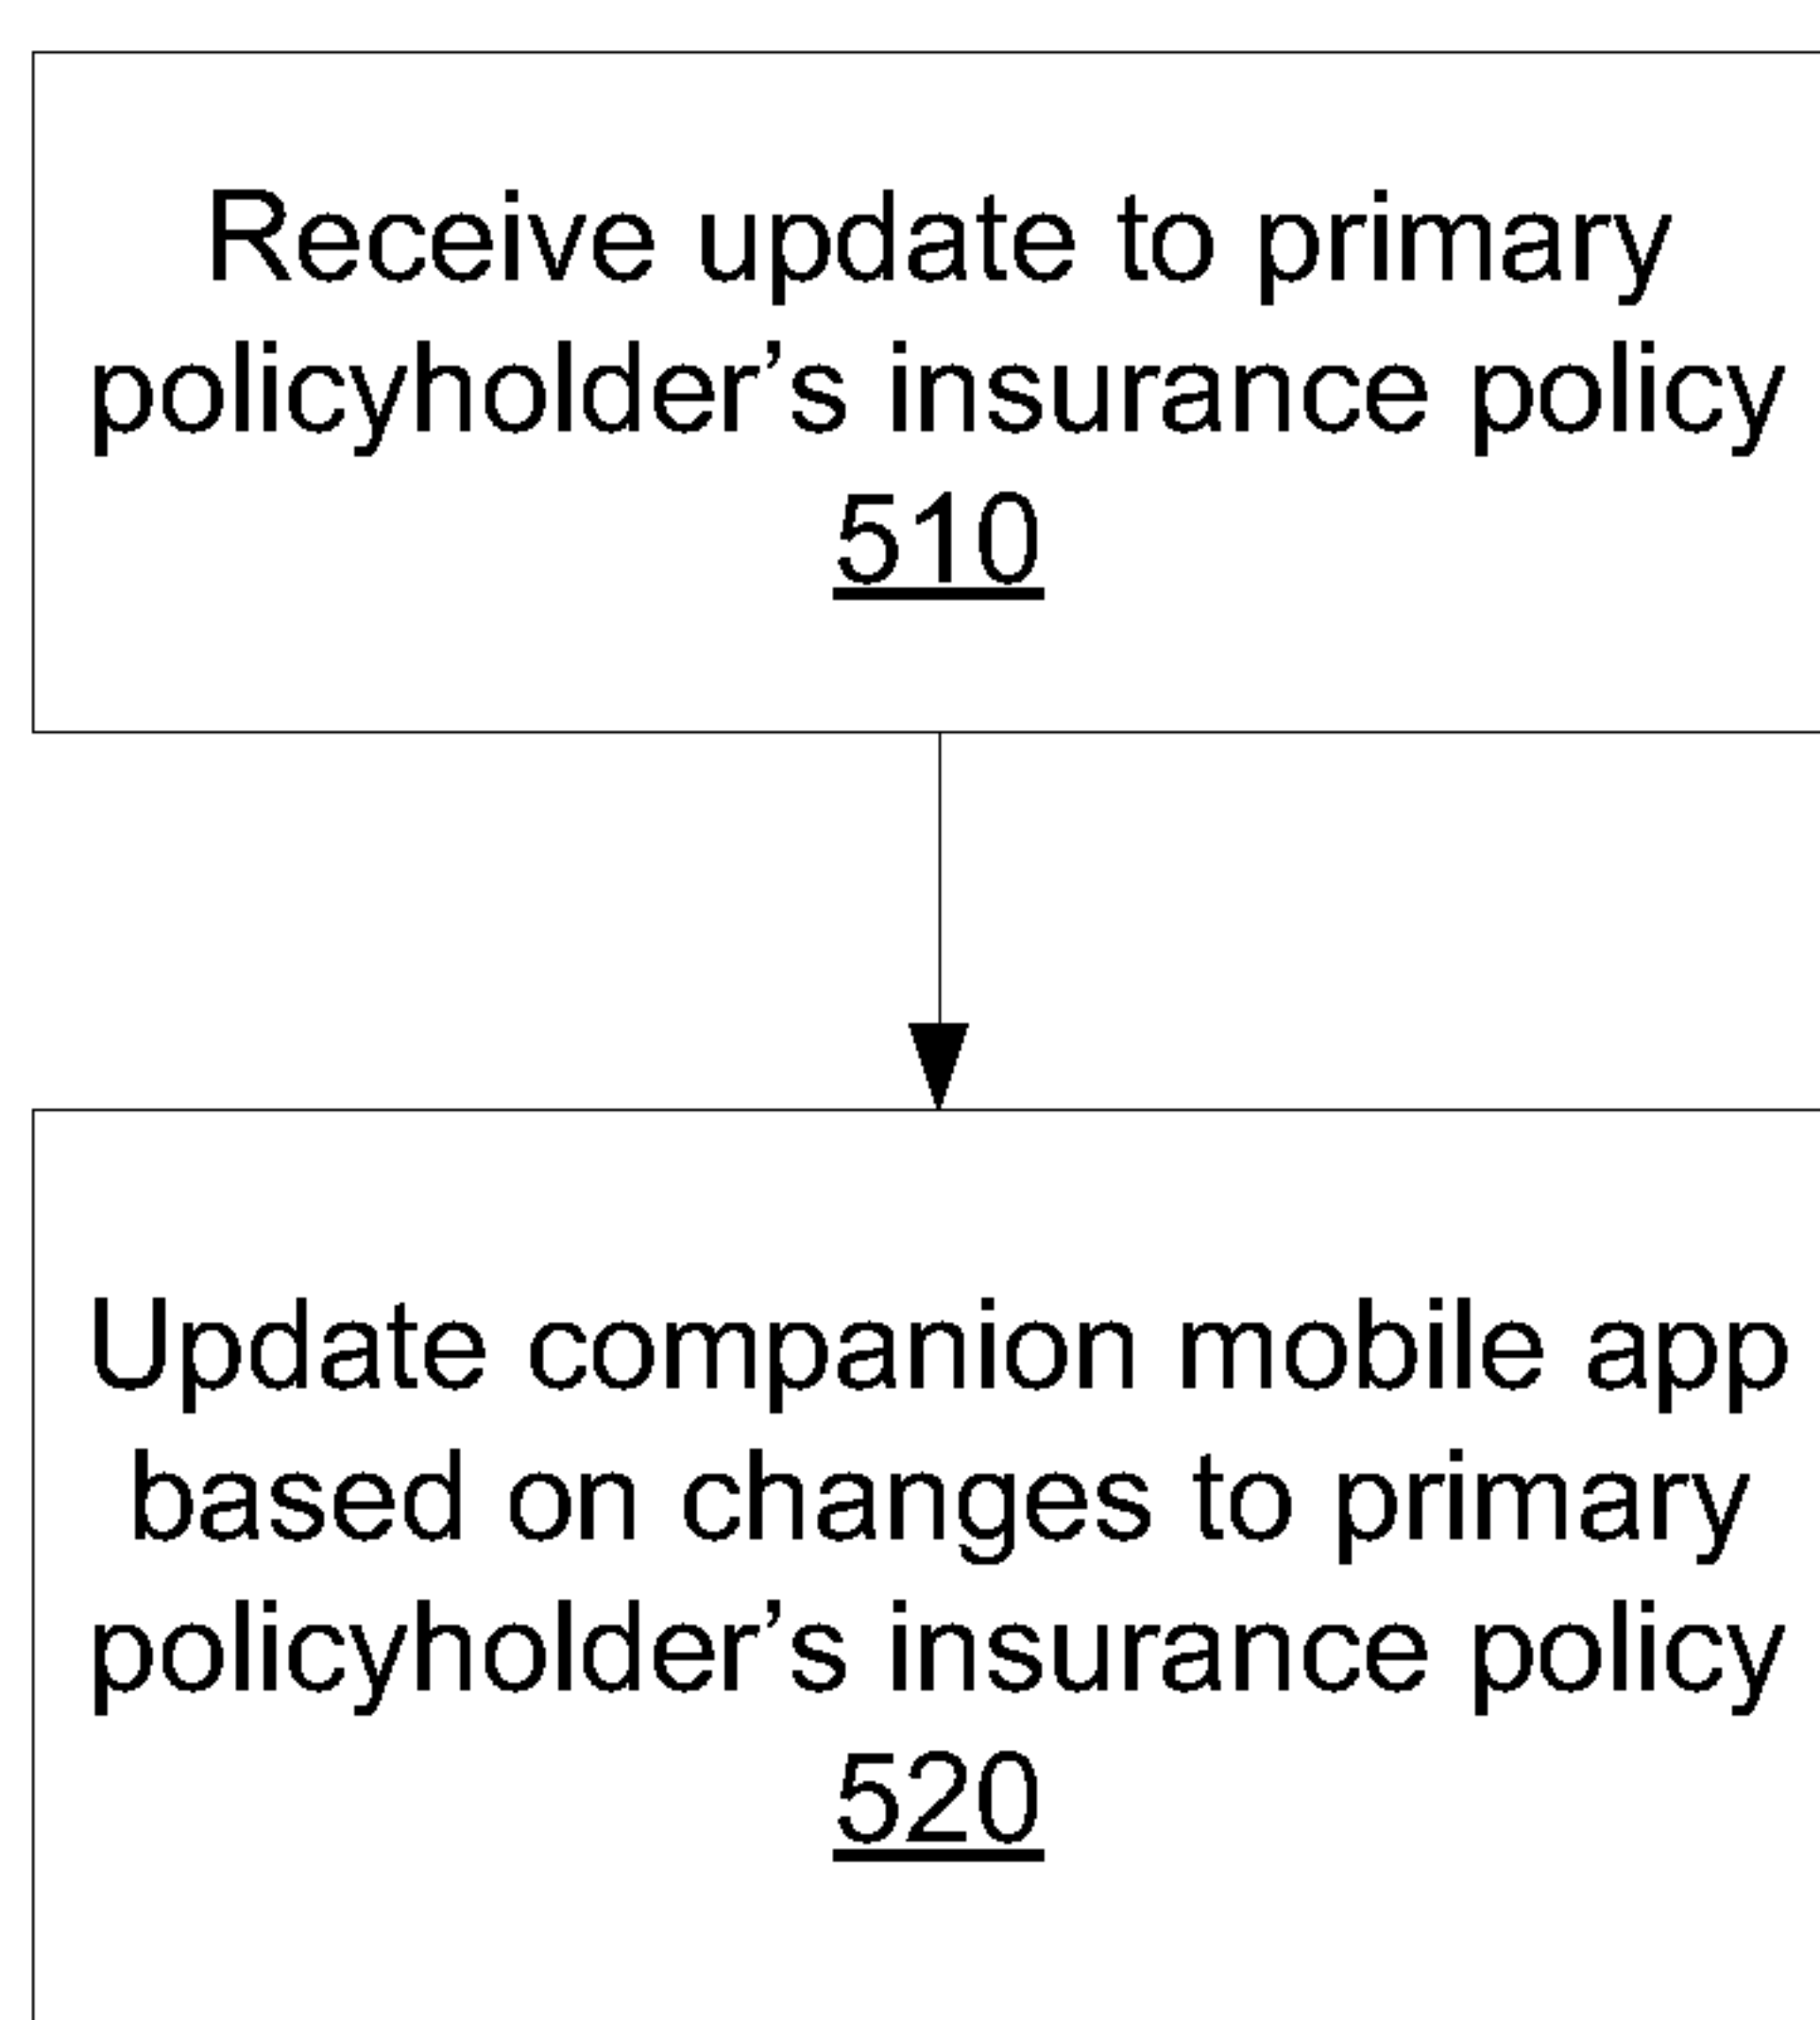 Receive update to primary
policyholder’s insurance policy
510
Update companion mobile app
based on changes to primary
policyholder’s insurance policy
520